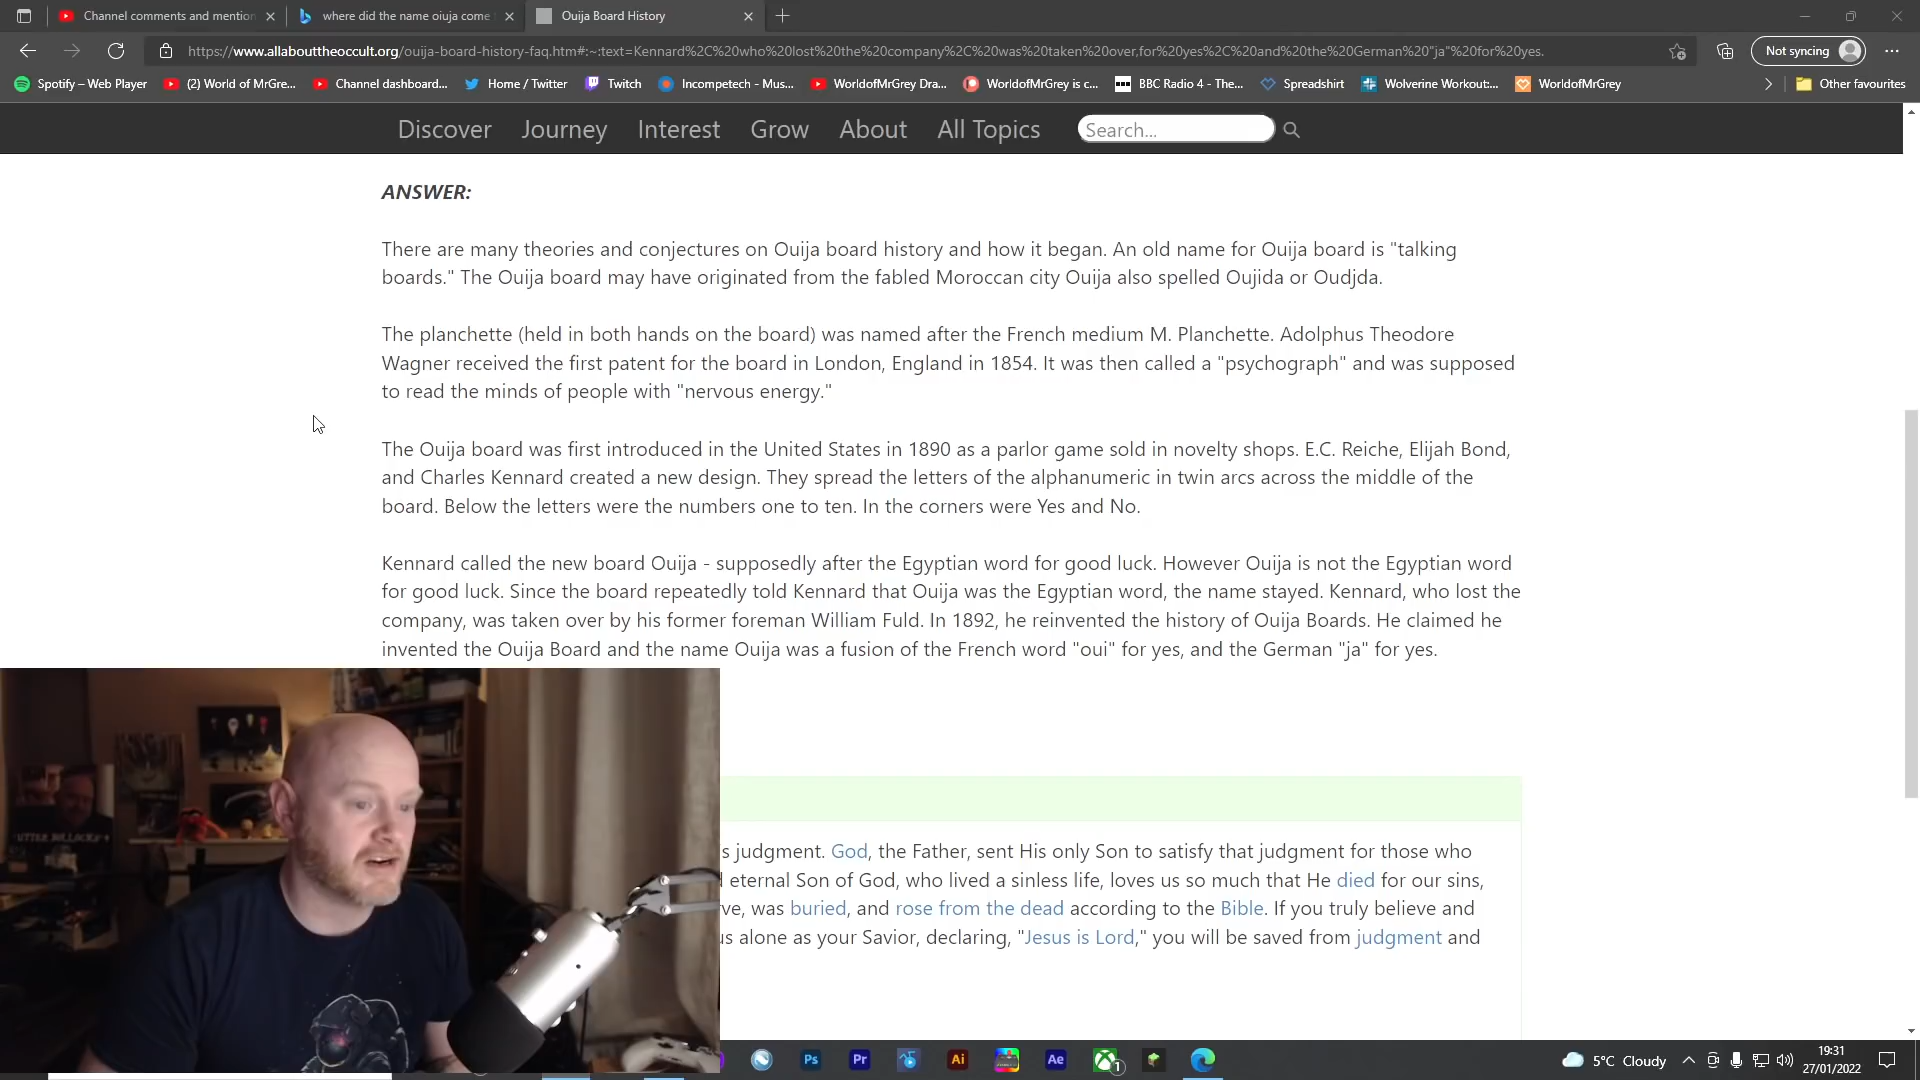 Channel comments and mention
where did the name oiuja come
Ouija Board History
https://www.allabouttheoccult.org/ouija-board-history-faq.htm#:~:text=Kennard%2C%20who%20lost%20the%20company%2C%20was%20taken%20over,for%20yes%2C%20and%20the%20German%20"ja"%20for%20yes.
Not syncing
Spotify – Web Player
(2) World of MrGre...
Channel dashboard...
Home / Twitter
Twitch
Incompetech - Mus...
WorldofMrGrey Dra...
WorldofMrGrey is c...
BBC Radio 4 - The...
Spreadshirt
Wolverine Workout:...
WorldofMrGrey
Other favourites
Discover Journey Interest Grow About All Topics Search...
ANSWER:
There are many theories and conjectures on Ouija board history and how it began. An old name for Ouija board is "talking
boards." The Ouija board may have originated from the fabled Moroccan city Ouija also spelled Oujida or Oudjda.
The planchette (held in both hands on the board) was named after the French medium M. Planchette. Adolphus Theodore
Wagner received the first patent for the board in London, England in 1854. It was then called a "psychograph" and was supposed
to read the minds of people with "nervous energy."
The Ouija board was first introduced in the United States in 1890 as a parlor game sold in novelty shops. E.C. Reiche, Elijah Bond,
and Charles Kennard created a new design. They spread the letters of the alphanumeric in twin arcs across the middle of the
board. Below the letters were the numbers one to ten. In the corners were Yes and No.
Kennard called the new board Ouija - supposedly after the Egyptian word for good luck. However Ouija is not the Egyptian word
for good luck. Since the board repeatedly told Kennard that Ouija was the Egyptian word, the name stayed. Kennard, who lost the
company, was taken over by his former foreman William Fuld. In 1892, he reinvented the history of Ouija Boards. He claimed he
invented the Ouija Board and the name Ouija was a fusion of the French word "oui" for yes, and the German "ja" for yes.
s judgment. God, the Father, sent His only Son to satisfy that judgment for those who
eternal Son of God, who lived a sinless life, loves us so much that He died for our sins,
ve, was buried, and rose from the dead according to the Bible. If you truly believe and
us alone as your Savior, declaring, "Jesus is Lord," you will be saved from judgment and
UTTER BOLLOCKS
Ps
Pr
Ai
Ae
1
5°C Cloudy
19:31
27/01/2022